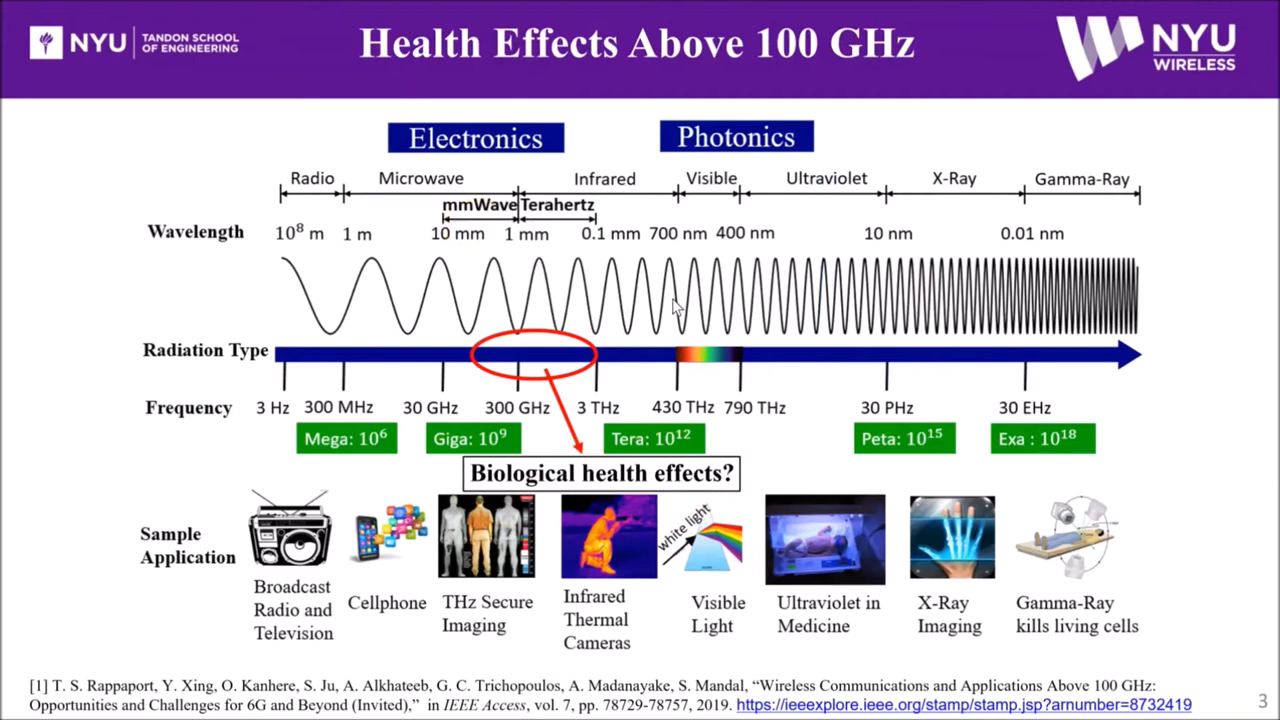 NYU
TANDON SCHOOL
OF ENGINEERING
Health Effects Above 100 GHz
NYU
WIRELESS
Electronics
Photonics
Radio
Microwave
Infrared
Visible
Ultraviolet
X-Ray
Gamma-Ray
mmWave
Terahertz
Wavelength
10⁸ m
1 m
10 mm
1 mm
0.1 mm
700 nm
400 nm
10 nm
0.01 nm
Radiation Type
Frequency
3 Hz
300 MHz
30 GHz
300 GHz
3 THz
430 THz
790 THz
30 PHz
30 EHz
Mega: 10⁶
Giga: 10⁹
Tera: 10¹²
Peta: 10¹⁵
Exa : 10¹⁸
Biological health effects?
Sample
Application
white light
Broadcast
Radio and
Television
Cellphone
THz Secure
Imaging
Infrared
Thermal
Cameras
Visible
Light
Ultraviolet in
Medicine
X-Ray
Imaging
Gamma-Ray
kills living cells
[1] T. S. Rappaport, Y. Xing, O. Kanhere, S. Ju, A. Alkhateeb, G. C. Trichopoulos, A. Madanayake, S. Mandal, “Wireless Communications and Applications Above 100 GHz:
Opportunities and Challenges for 6G and Beyond (Invited),” in IEEE Access, vol. 7, pp. 78729-78757, 2019. https://ieeexplore.ieee.org/stamp/stamp.jsp?arnumber=8732419
3